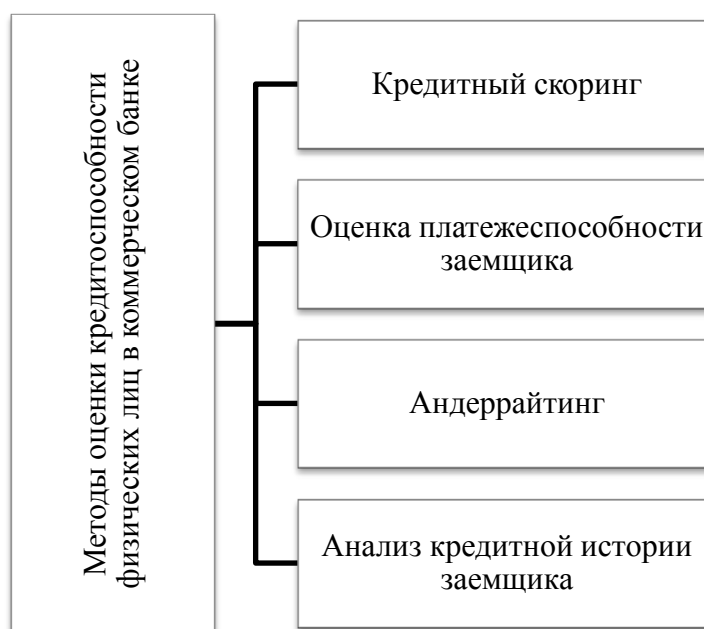 Методы оценки кредитоспособности
физических лиц в коммерческом банке
Кредитный скоринг
Оценка платежеспособности
заемщика
Андеррайтинг
Анализ кредитной истории
заемщика